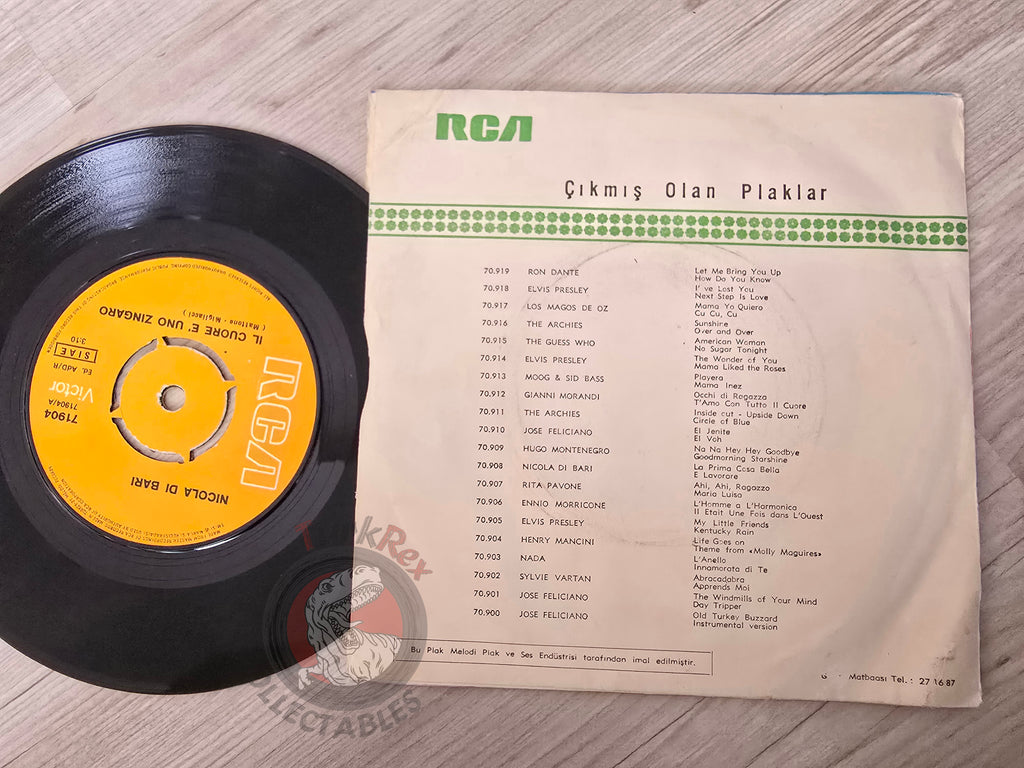 RCA
Çıkmış Olan Plaklar
70.919 RON DANTE Let Me Bring You Up
How Do You Know
70.918 ELVIS PRESLEY I' ve Lost You
Next Step Is Love
70.917 LOS MAGOS DE OZ Mama Yo Quiero
Cu Cu, Cu
70.916 THE ARCHIES Sunshine
Over and Over
70.915 THE GUESS WHO American Woman
No Sugar Tonight
70.914 ELVIS PRESLEY The Wonder of You
Mama Liked the Roses
70.913 MOOG & SID BASS Playera
Mama Inez
70.912 GIANNI MORANDI Occhi di Ragazza
T'Amo Con Tutto Il Cuore
70.911 THE ARCHIES Inside cut - Upside Down
Circle of Blue
70.910 JOSE FELICIANO El Jenite
El Voh
70.909 HUGO MONTENEGRO Na Na Hey Hey Goodbye
Goodmorning Starshine
70.908 NICOLA DI BARI La Prima Cosa Bella
E Lavorare
70.907 RITA PAVONE Ahi, Ahi, Ragazzo
Maria Luisa
70.906 ENNIO MORRICONE L'Homme a L'Harmonica
Il Etait Une Fois dans L'Ouest
70.905 ELVIS PRESLEY My Little Friends
Kentucky Rain
70.904 HENRY MANCINI Life Goes on
Theme from «Molly Maguires»
70.903 NADA L'Anello
Innamorata di Te
70.902 SYLVIE VARTAN Abracadabra
Apprends Moi
70.901 JOSE FELICIANO The Windmills of Your Mind
Day Tripper
70.900 JOSE FELICIANO Old Turkey Buzzard
Instrumental version
Bu Plak Melodi Plak ve Ses Endüstrisi tarafından imal edilmiştir.
Matbaası Tel. : 27 16 87
RCA
Victor
71904
71904/A
Ed. AdD/R
SIAE
3:10
IL CUORE E' UNO ZINGARO
( Mattone - Migliacci )
NICOLA DI BARI